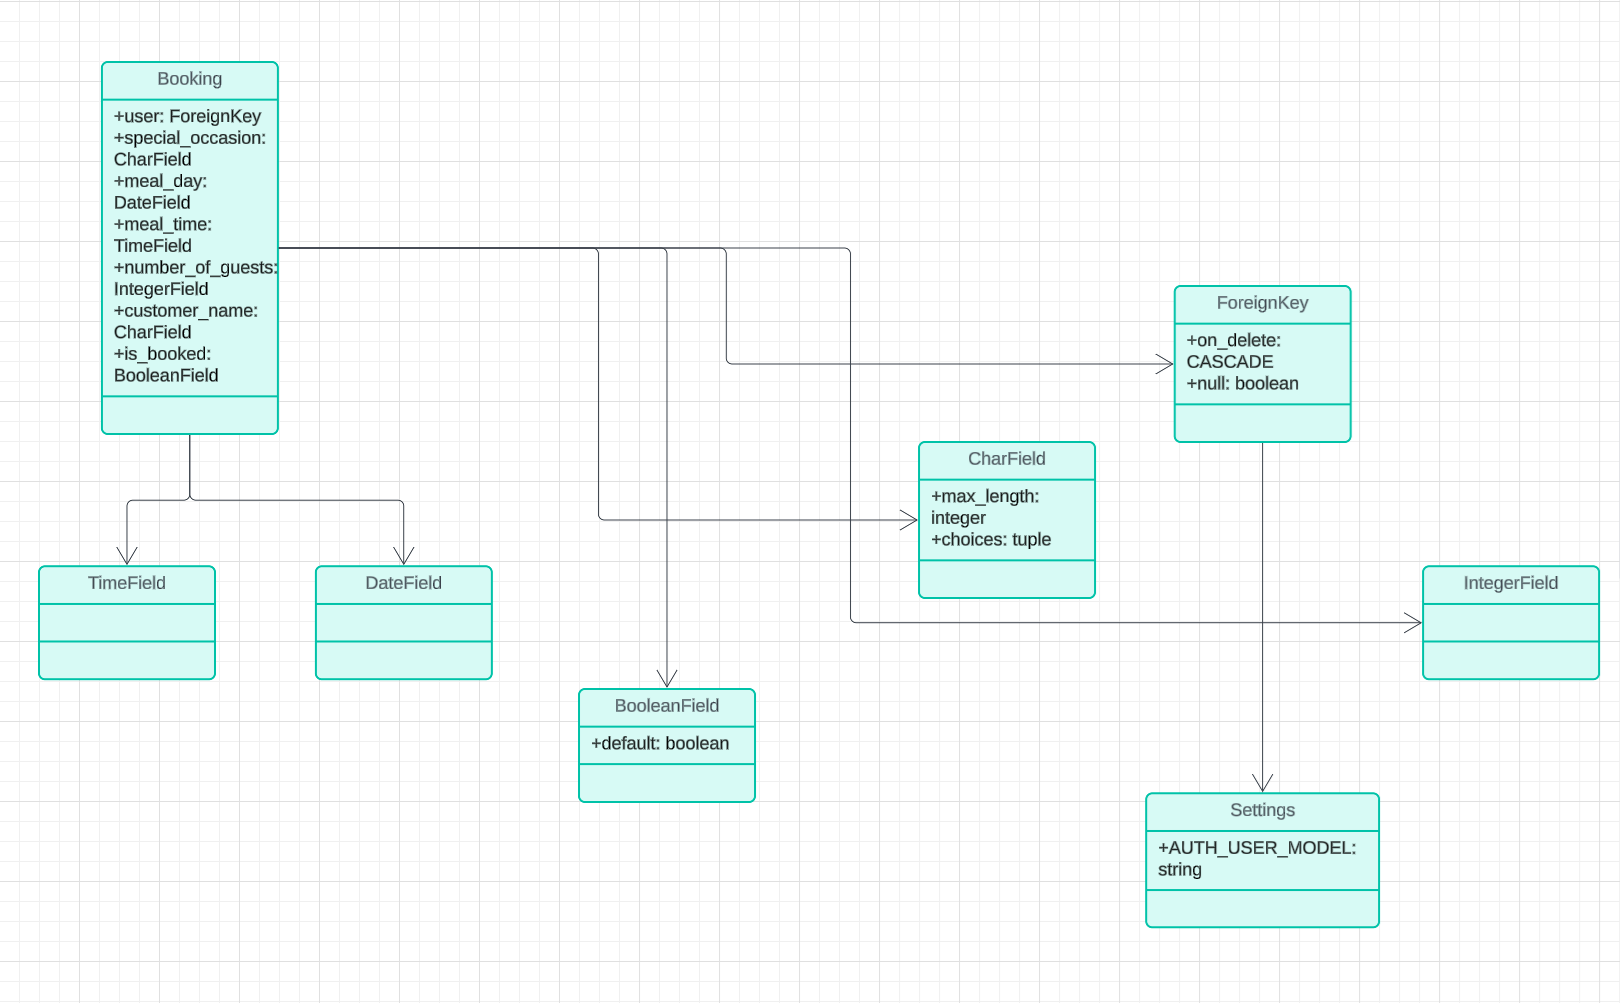 Booking
+user: ForeignKey
+special_occasion:
CharField
+meal_day:
DateField
+meal_time:
TimeField
+number_of_guests:
IntegerField
+customer_name:
CharField
+is_booked:
BooleanField
ForeignKey
+on_delete:
CASCADE
+null: boolean
CharField
+max_length:
integer
+choices: tuple
TimeField
DateField
IntegerField
BooleanField
+default: boolean
Settings
+AUTH_USER_MODEL:
string